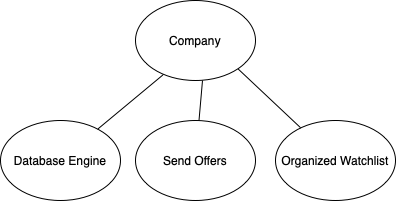 Company
Database Engine
Send Offers
Organized Watchlist